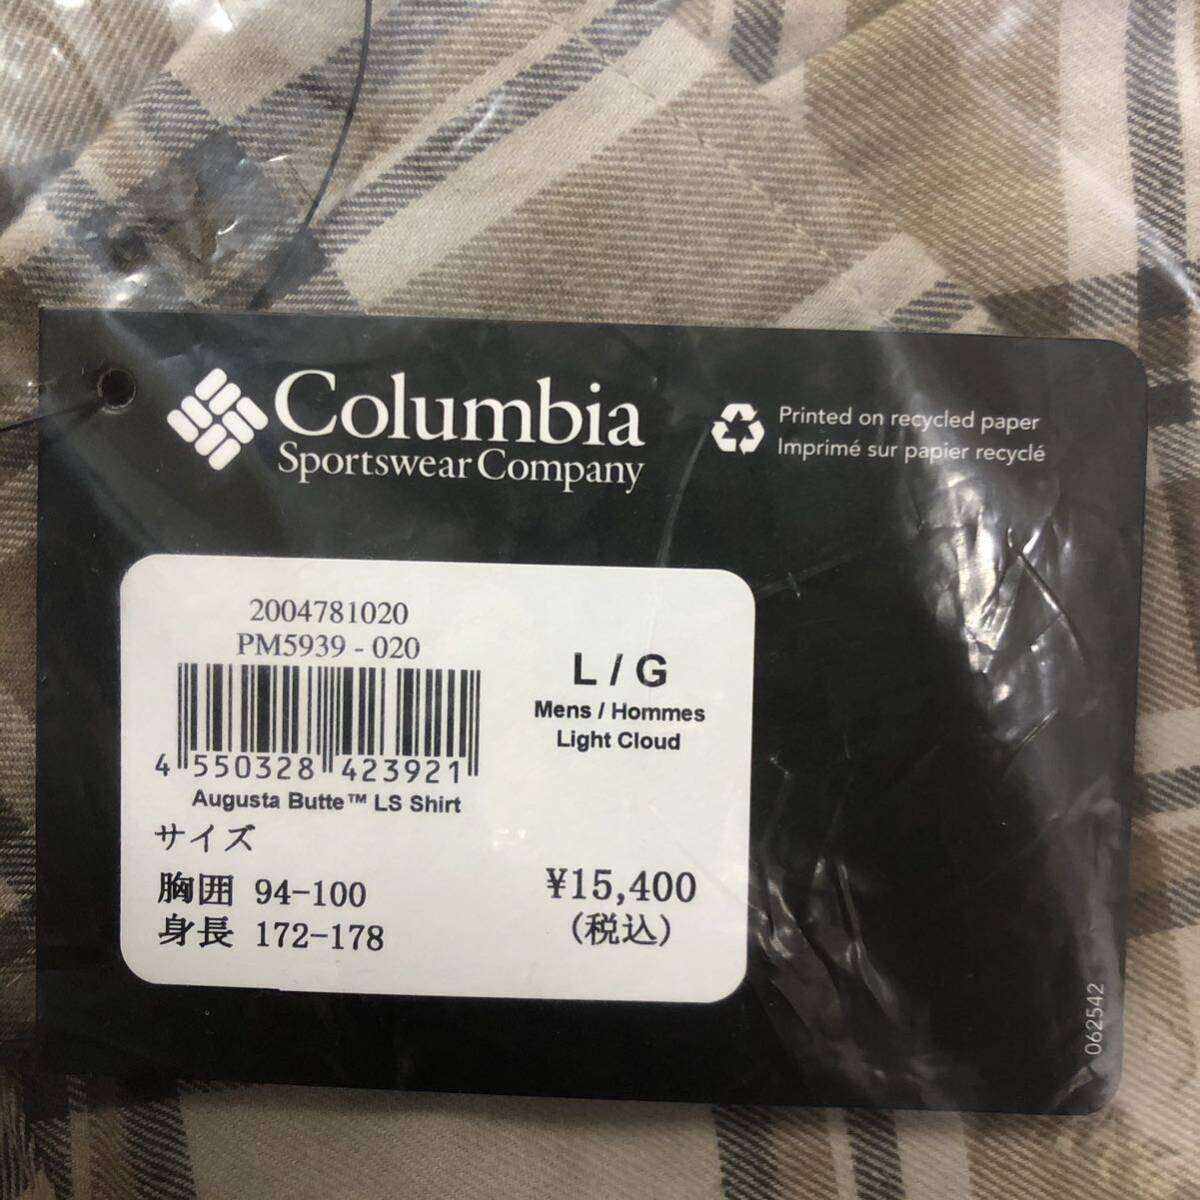 Columbia
Sportswear Company
Printed on recycled paper
Imprimé sur papier recyclé
2004781020
PM5939 - 020
L / G
Mens / Hommes
Light Cloud
4 550328 423921
Augusta Butte™ LS Shirt
サイズ
胸囲 94-100
身長 172-178
¥15,400
(税込)
062542